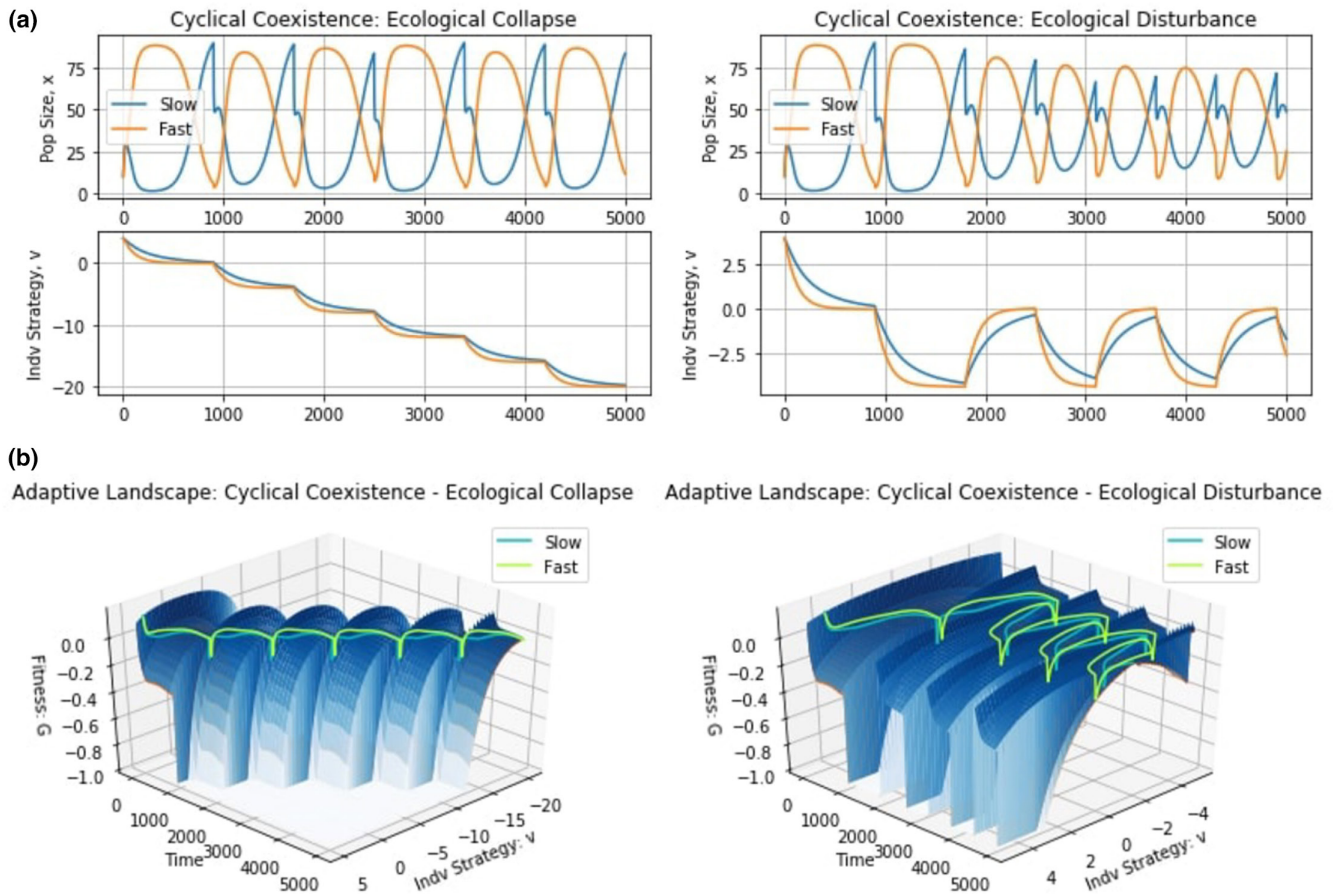 (a)
Cyclical Coexistence: Ecological Collapse
Cyclical Coexistence: Ecological Disturbance
Pop Size, x
75
50
25
0
Slow
Fast
0 1000 2000 3000 4000 5000
Pop Size, x
75
50
25
0
Slow
Fast
0 1000 2000 3000 4000 5000
Indv Strategy, v
0
−10
−20
0 1000 2000 3000 4000 5000
Indv Strategy, v
2.5
0.0
−2.5
0 1000 2000 3000 4000 5000
(b)
Adaptive Landscape: Cyclical Coexistence - Ecological Collapse
Adaptive Landscape: Cyclical Coexistence - Ecological Disturbance
Slow
Fast
Fitness: G
0.0
−0.2
−0.4
−0.6
−0.8
−1.0
0 1000 2000 3000 4000 5000
Time
5 0 −5 −10 −15 −20
Indv Strategy: v
Slow
Fast
Fitness: G
0.0
−0.2
−0.4
−0.6
−0.8
−1.0
0 1000 2000 3000 4000 5000
Time
4 2 0 −2 −4
Indv Strategy: v